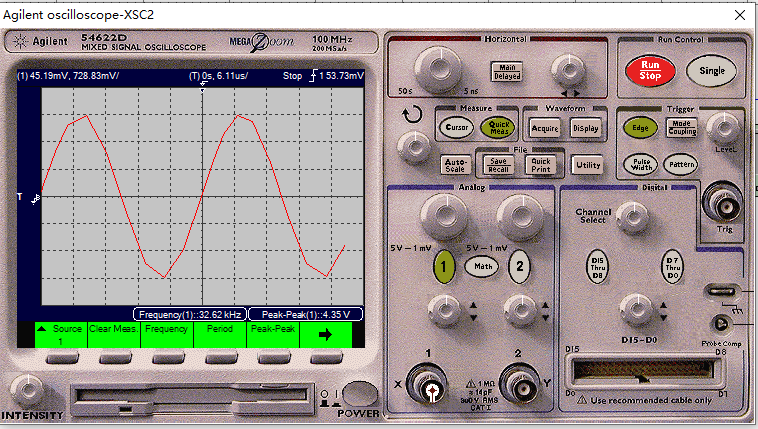 Agilent oscilloscope-XSC2
Agilent
54622D
MIXED SIGNAL OSCILLOSCOPE
MEGA Zoom
100 MHz
200 MSa/s
(1) 45.19mV, 728.83mV/
(T) 0s, 6.11us/
Stop
1 53.73mV
T
Frequency(1)::32.62 kHz
Peak-Peak(1)::4.35 V
Source
1
Clear Meas.
Frequency
Period
Peak-Peak
INTENSITY
POWER
Horizontal
50 s
5 ns
Main
Delayed
Run Control
Run
Stop
Single
Measure
Cursor
Quick
Meas
Waveform
Acquire
Display
Trigger
Edge
Mode
Coupling
Level
Pulse
Width
Pattern
Trig
File
Auto-
Scale
Save
Recall
Quick
Print
Utility
Analog
5 V – 1 mV
5 V – 1 mV
1
Math
2
1
2
X
Y
1 MΩ
≈ 14pF
300 V RMS
CAT I
Digital
Channel
Select
D15
Thru
D8
D7
Thru
D0
D15–D0
Probe Comp
D15
D8
D0
D1
Use recommended cable only